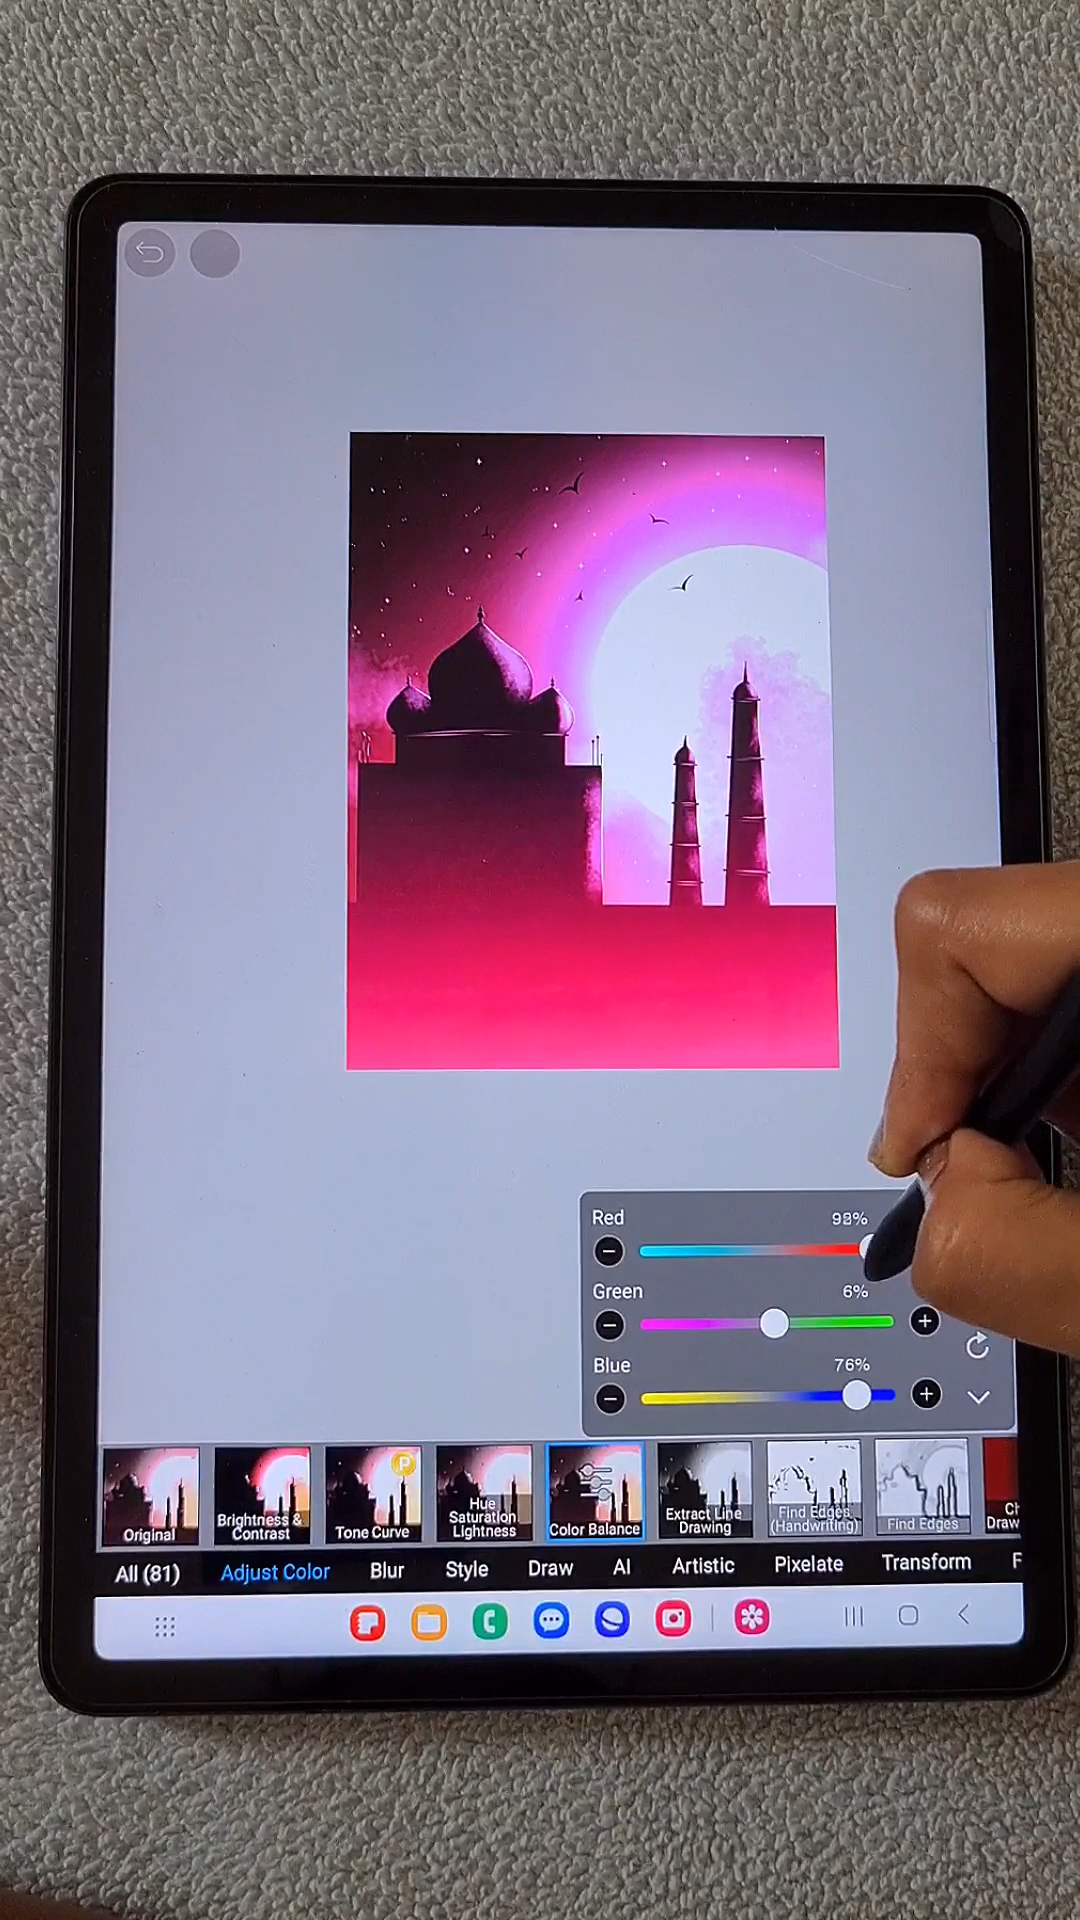 Red
Green 6%
Blue 76%
Original
Brightness &
Contrast
P
Tone Curve
Hue
Saturation
Lightness
Color Balance
Extract Line
Drawing
Find Edges
(Handwriting)
Find Edges
All (81) Adjust Color Blur Style Draw AI Artistic Pixelate Transform